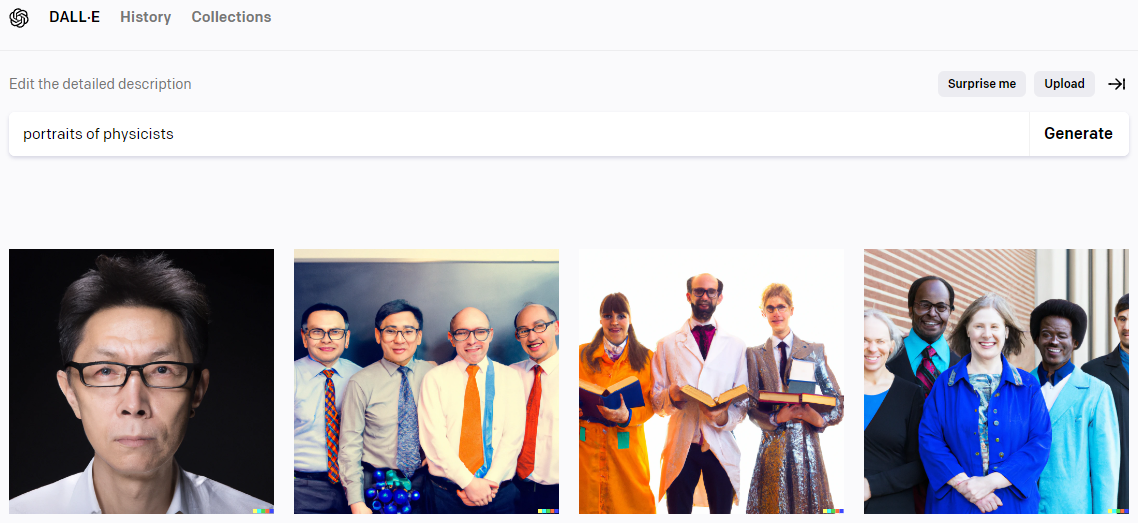 DALL·E History Collections
Edit the detailed description Surprise me Upload
portraits of physicists Generate